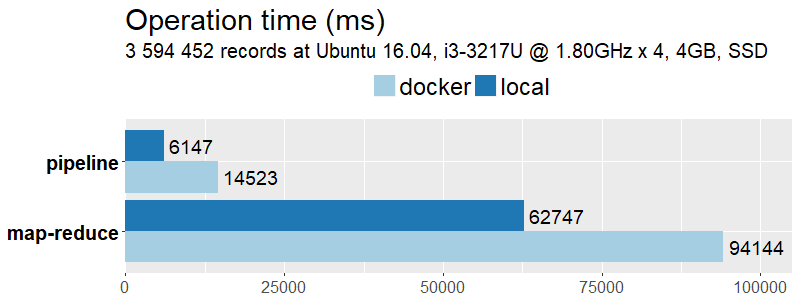 Operation time (ms)
3 594 452 records at Ubuntu 16.04, i3-3217U @ 1.80GHz x 4, 4GB, SSD
docker local
6147
pipeline
14523
62747
map-reduce
94144
0 25000 50000 75000 100000